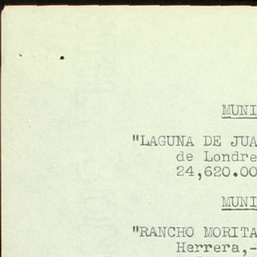 MUNI
"LAGUNA DE JUA
de Londre
24,620.00
MUNI
"RANCHO MORITA
Herrera,-